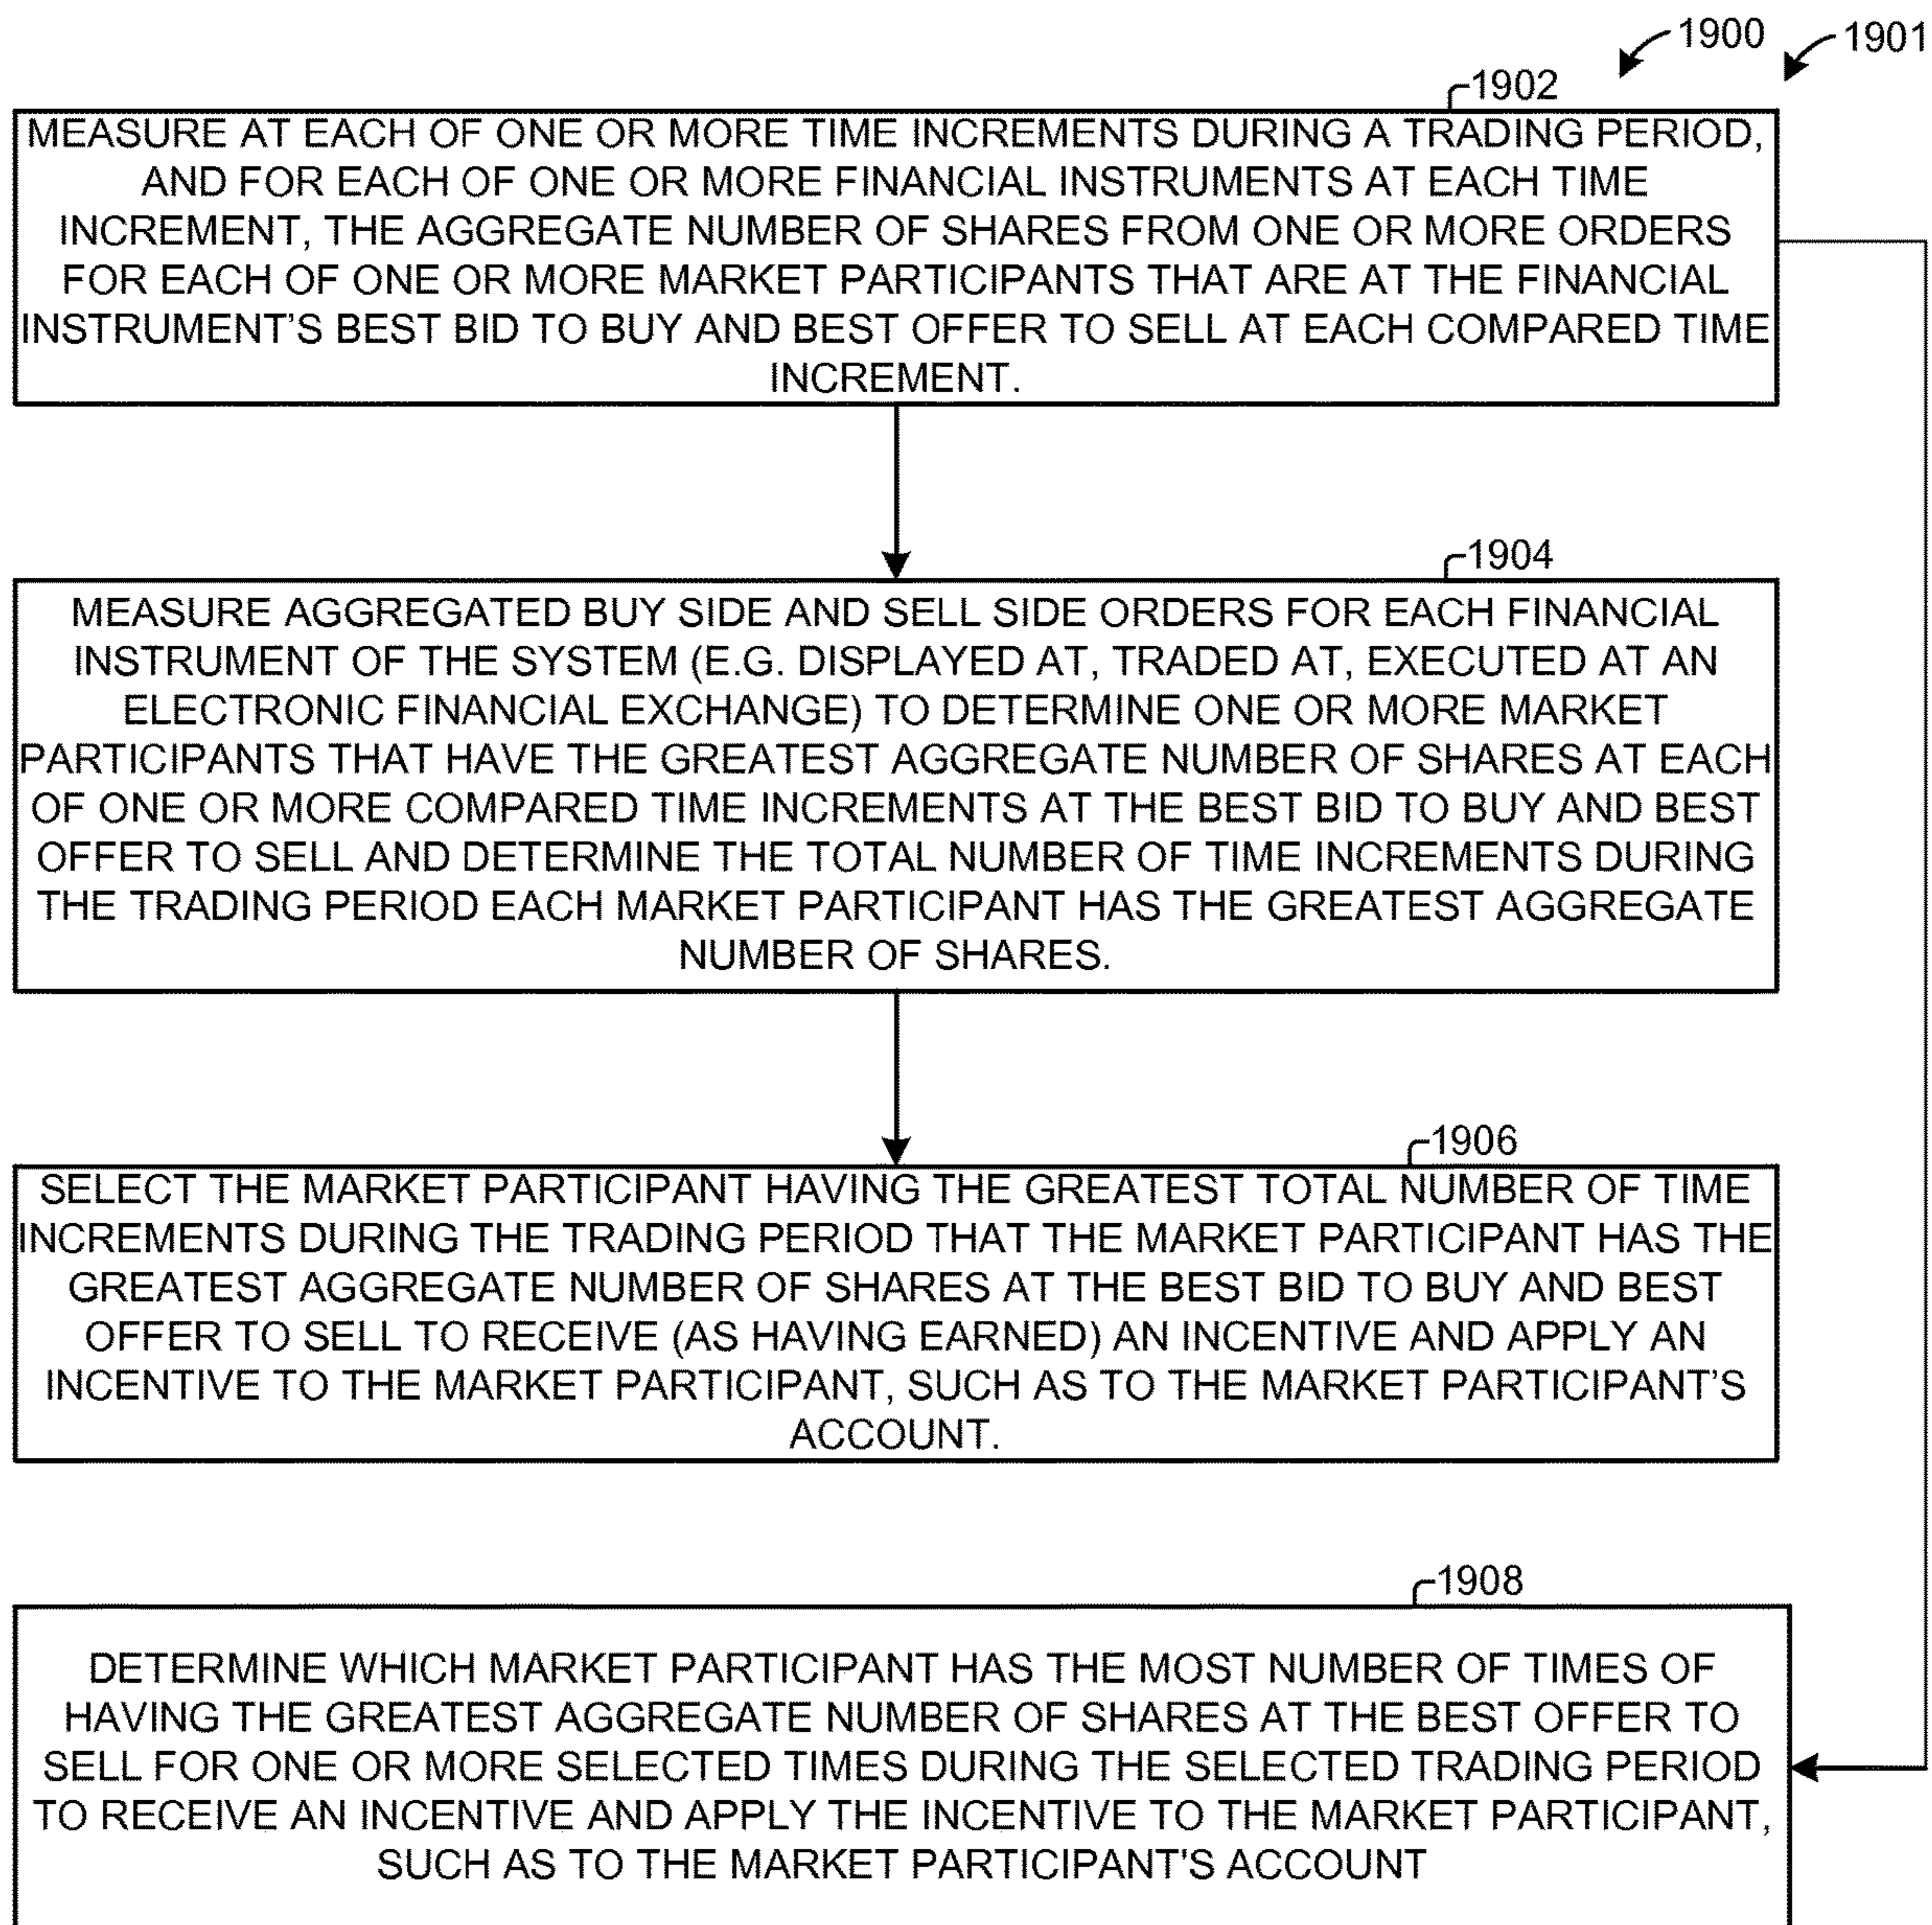 1900
1901
1902
MEASURE AT EACH OF ONE OR MORE TIME INCREMENTS DURING A TRADING PERIOD,
AND FOR EACH OF ONE OR MORE FINANCIAL INSTRUMENTS AT EACH TIME
INCREMENT, THE AGGREGATE NUMBER OF SHARES FROM ONE OR MORE ORDERS
FOR EACH OF ONE OR MORE MARKET PARTICIPANTS THAT ARE AT THE FINANCIAL
INSTRUMENT'S BEST BID TO BUY AND BEST OFFER TO SELL AT EACH COMPARED TIME
INCREMENT.
1904
MEASURE AGGREGATED BUY SIDE AND SELL SIDE ORDERS FOR EACH FINANCIAL
INSTRUMENT OF THE SYSTEM (E.G. DISPLAYED AT, TRADED AT, EXECUTED AT AN
ELECTRONIC FINANCIAL EXCHANGE) TO DETERMINE ONE OR MORE MARKET
PARTICIPANTS THAT HAVE THE GREATEST AGGREGATE NUMBER OF SHARES AT EACH
OF ONE OR MORE COMPARED TIME INCREMENTS AT THE BEST BID TO BUY AND BEST
OFFER TO SELL AND DETERMINE THE TOTAL NUMBER OF TIME INCREMENTS DURING
THE TRADING PERIOD EACH MARKET PARTICIPANT HAS THE GREATEST AGGREGATE
NUMBER OF SHARES.
1906
SELECT THE MARKET PARTICIPANT HAVING THE GREATEST TOTAL NUMBER OF TIME
INCREMENTS DURING THE TRADING PERIOD THAT THE MARKET PARTICIPANT HAS THE
GREATEST AGGREGATE NUMBER OF SHARES AT THE BEST BID TO BUY AND BEST
OFFER TO SELL TO RECEIVE (AS HAVING EARNED) AN INCENTIVE AND APPLY AN
INCENTIVE TO THE MARKET PARTICIPANT, SUCH AS TO THE MARKET PARTICIPANT'S
ACCOUNT.
1908
DETERMINE WHICH MARKET PARTICIPANT HAS THE MOST NUMBER OF TIMES OF
HAVING THE GREATEST AGGREGATE NUMBER OF SHARES AT THE BEST OFFER TO
SELL FOR ONE OR MORE SELECTED TIMES DURING THE SELECTED TRADING PERIOD
TO RECEIVE AN INCENTIVE AND APPLY THE INCENTIVE TO THE MARKET PARTICIPANT,
SUCH AS TO THE MARKET PARTICIPANT'S ACCOUNT